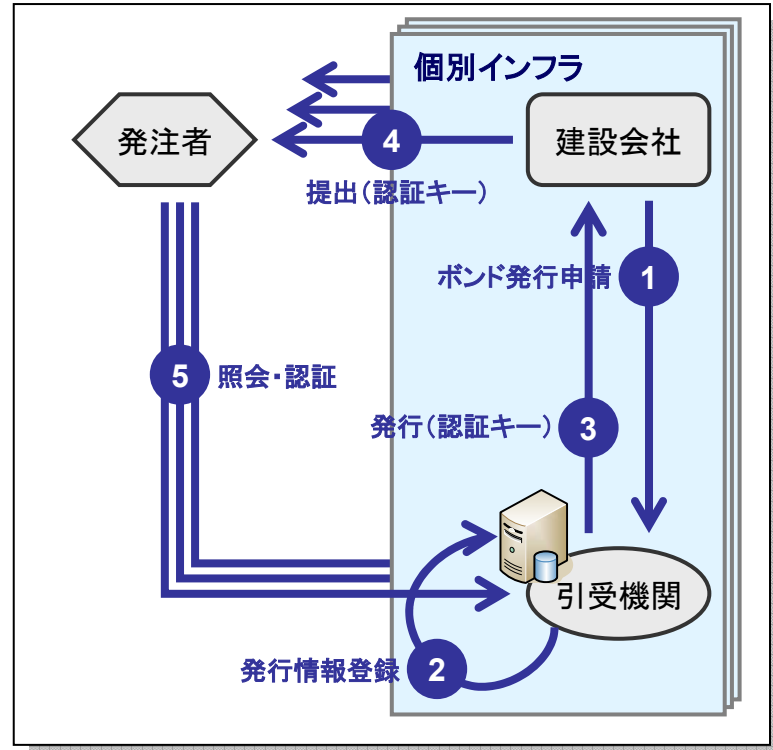 個別インフラ
発注者
4
建設会社
提出(認証キー)
ボンド発行申請
1
5
照会・認証
発行(認証キー)
3
引受機関
発行情報登録
2